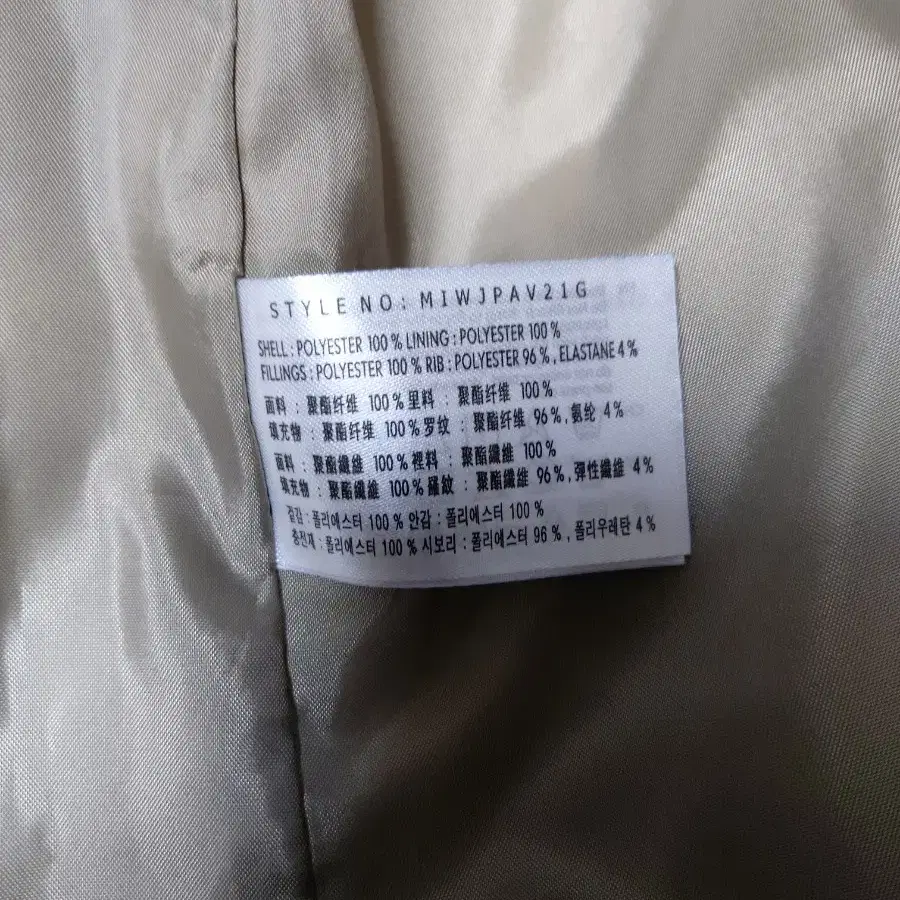 STYLE NO: MIWJPAV21G
SHELL : POLYESTER 100 % LINING : POLYESTER 100 %
FILLINGS : POLYESTER 100 % RIB : POLYESTER 96 % , ELASTANE 4 %
面料 : 聚酯纤维 100 % 里料 : 聚酯纤维 100 %
填充物 : 聚酯纤维 100 % 罗纹 : 聚酯纤维 96 % , 氨纶 4 %
面料 : 聚酯纖維 100 % 裡料 : 聚酯纖維 100 %
填充物 : 聚酯纖維 100 % 羅紋 : 聚酯纖維 96 % , 彈性纖維 4 %
겉감 : 폴리에스터 100 % 안감 : 폴리에스터 100 %
충전재 : 폴리에스터 100 % 시보리 : 폴리에스터 96 % , 폴리우레탄 4 %